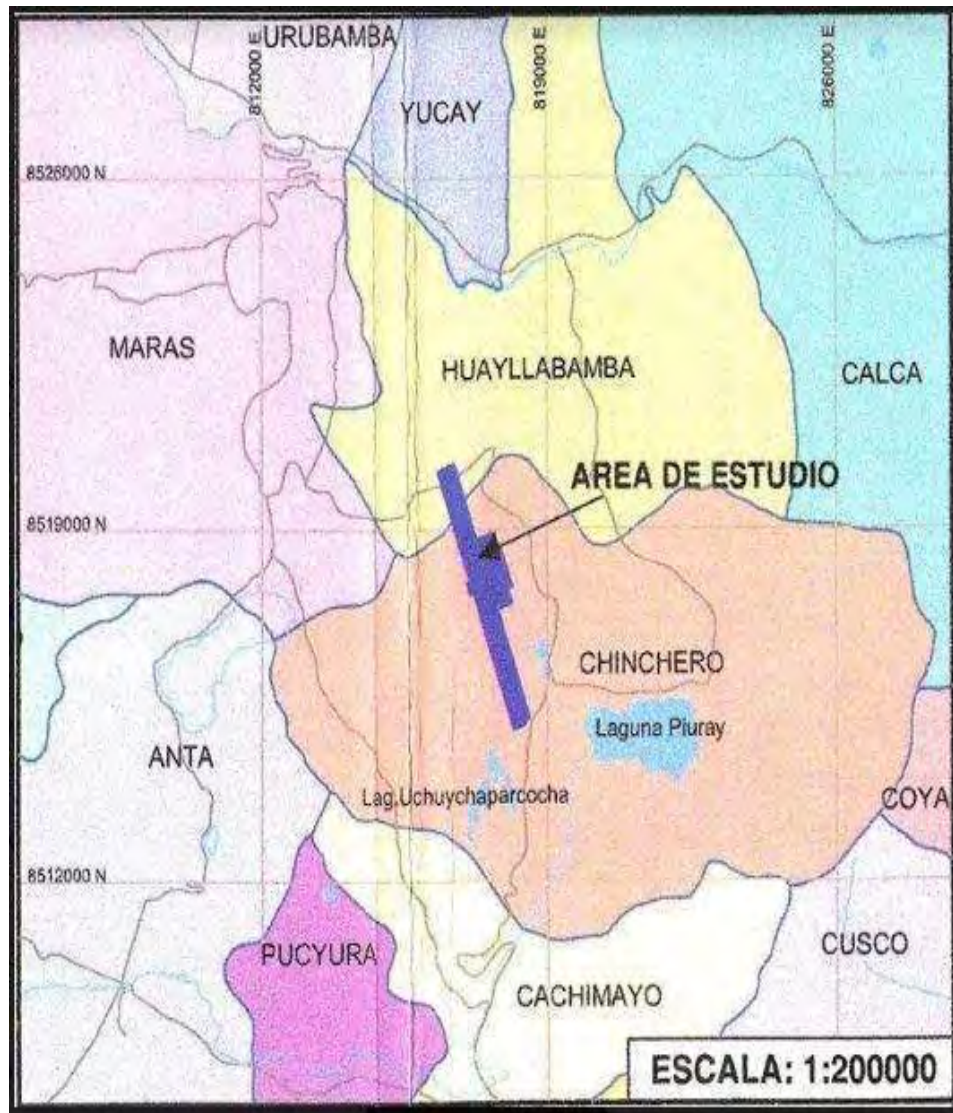 URUBAMBA
812000 E
819000 E
826000 E
YUCAY
8526000 N
MARAS
HUAYLLABAMBA
CALCA
AREA DE ESTUDIO
8519000 N
CHINCHERO
Laguna Piuray
ANTA
Lag.Uchuychaparcocha
COYA
8512000 N
PUCYURA
CUSCO
CACHIMAYO
ESCALA: 1:200000